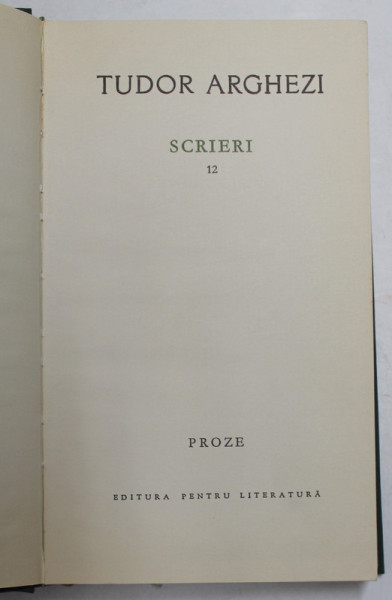 TUDOR ARGHEZI
SCRIERI
12
PROZE
EDITURA PENTRU LITERATURĂ